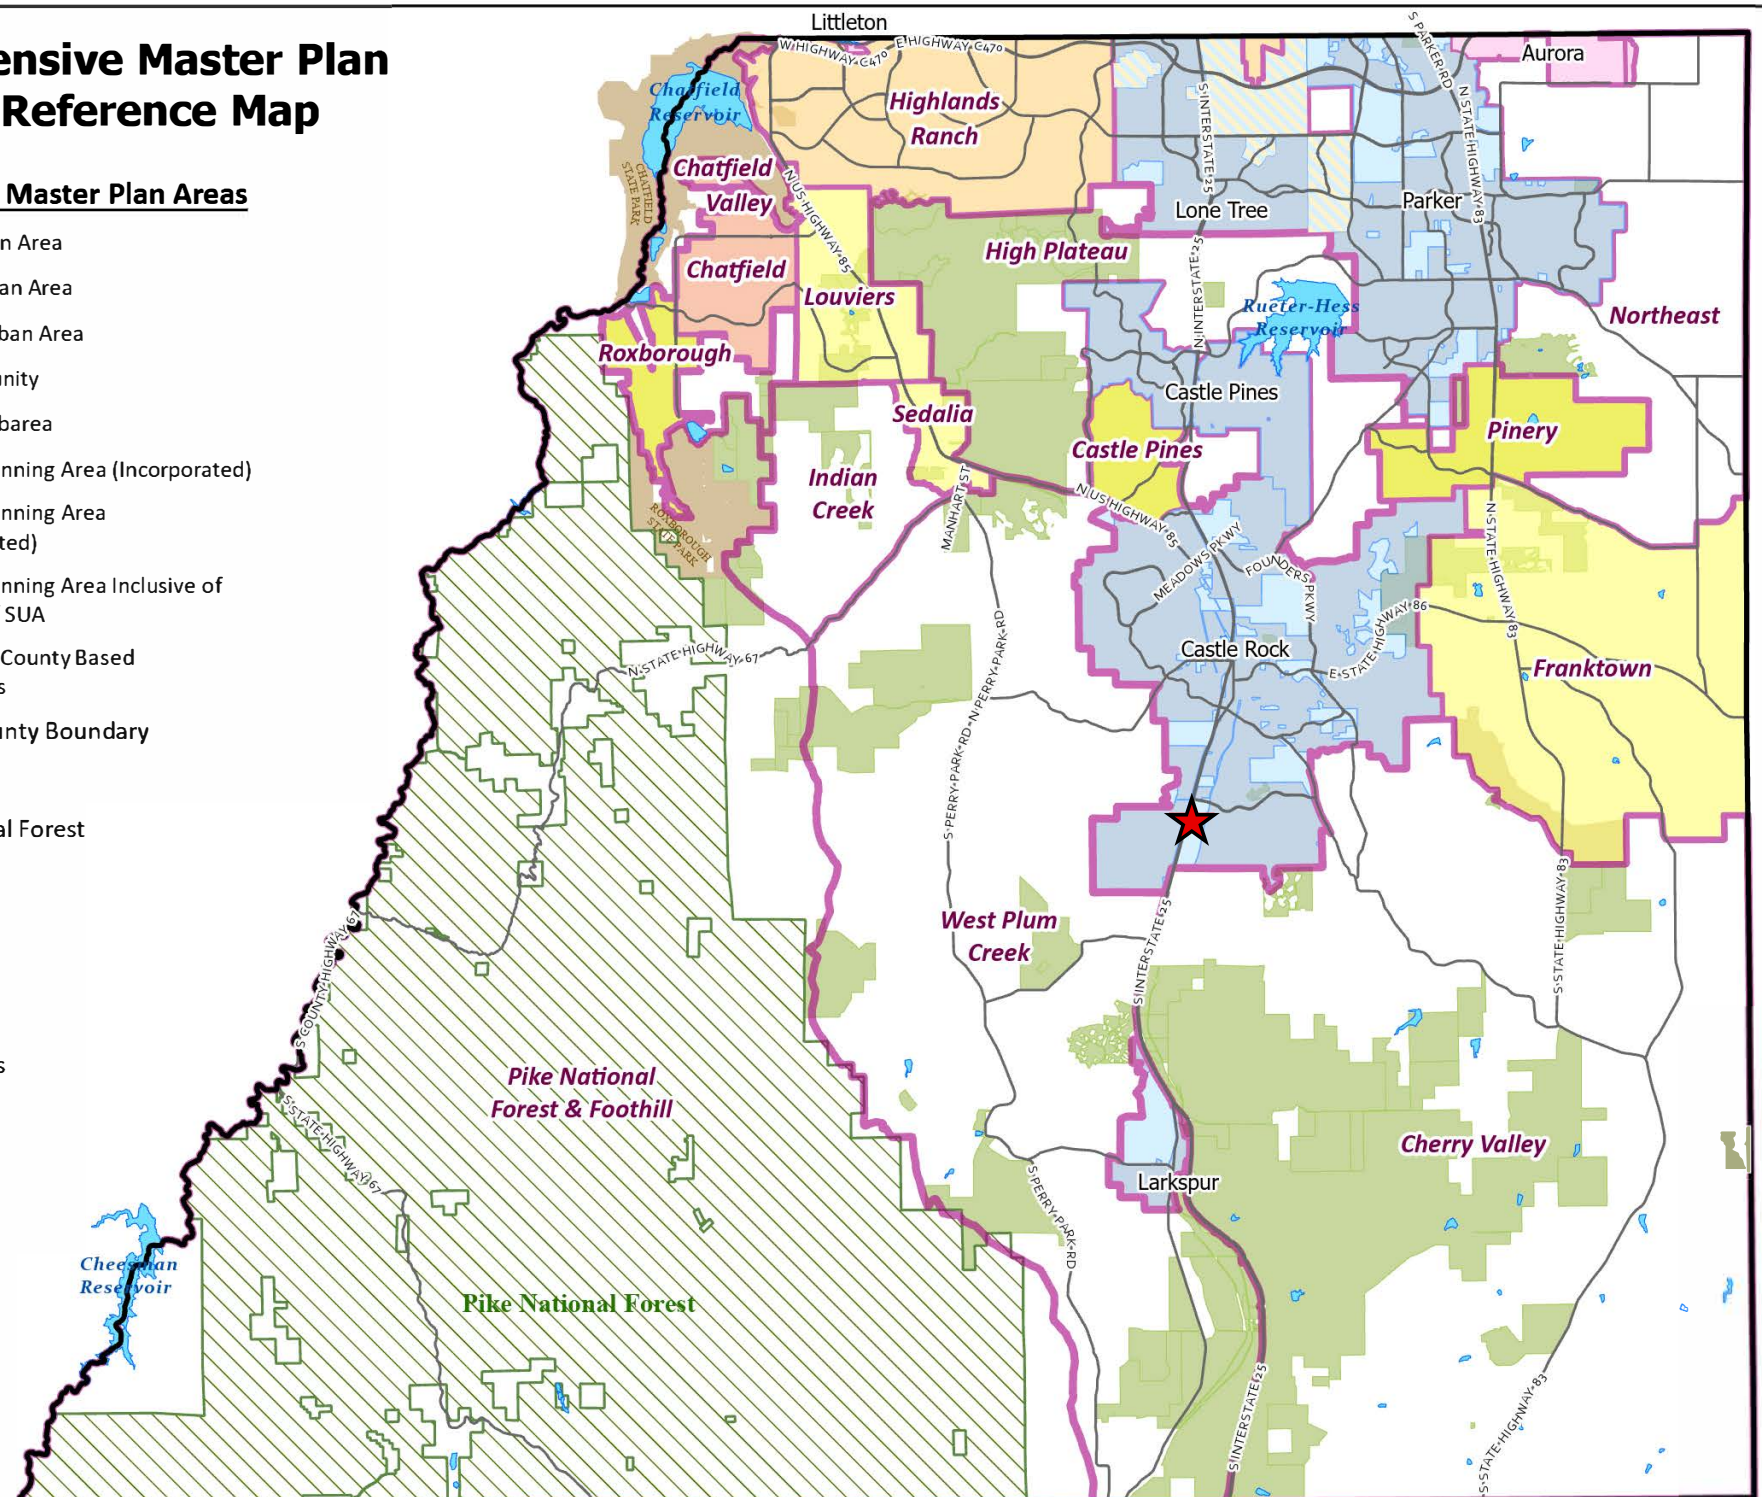 ensive Master Plan
Reference Map
Master Plan Areas
n Area
an Area
ban Area
nity
barea
nning Area (Incorporated)
nning Area
ted)
nning Area Inclusive of
SUA
County Based
s
nty Boundary
al Forest
s
Littleton
W HIGHWAY C470
E HIGHWAY C470
S PARKER RD
Aurora
Chatfield
Reservoir
Highlands
Ranch
S INTERSTATE 25
N STATE HIGHWAY 83
CHATFIELD
STATE PARK
Chatfield
Valley
N US HIGHWAY 85
Lone Tree
Parker
High Plateau
Chatfield
Louviers
N INTERSTATE 25
Rueter-Hess
Reservoir
Northeast
Roxborough
Castle Pines
Sedalia
Castle Pines
Pinery
Indian
Creek
MANHART ST
N US HIGHWAY 85
ROXBOROUGH
STATE PARK
MEADOWS PKWY
FOUNDERS PKWY
N STATE HIGHWAY 83
E STATE HIGHWAY 86
Castle Rock
Franktown
N STATE HIGHWAY 67
N PERRY PARK RD
S PERRY PARK RD
S STATE HIGHWAY 83
West Plum
Creek
S INTERSTATE 25
S COUNTY HIGHWAY 67
Pike National
Forest & Foothill
S STATE HIGHWAY 67
Cherry Valley
Larkspur
S PERRY PARK RD
Cheesman
Reservoir
Pike National Forest
S INTERSTATE 25
S STATE HIGHWAY 83